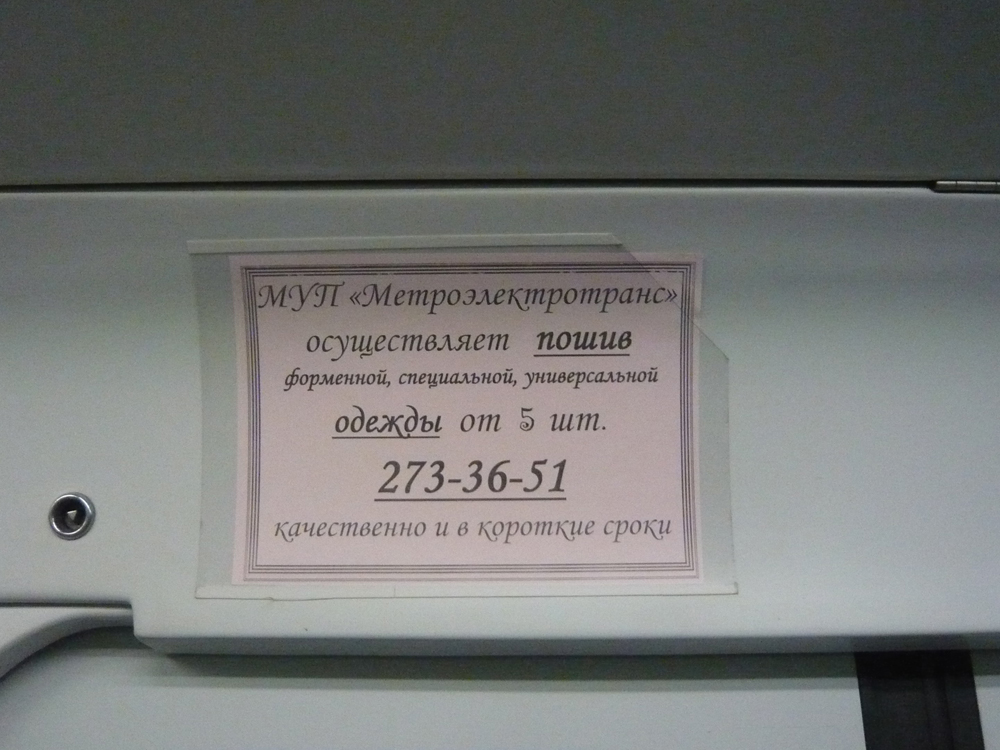 МУП «Метроэлектротранс»
осуществляет пошив
форменной, специальной, универсальной
одежды от 5 шт.
273-36-51
качественно и в короткие сроки